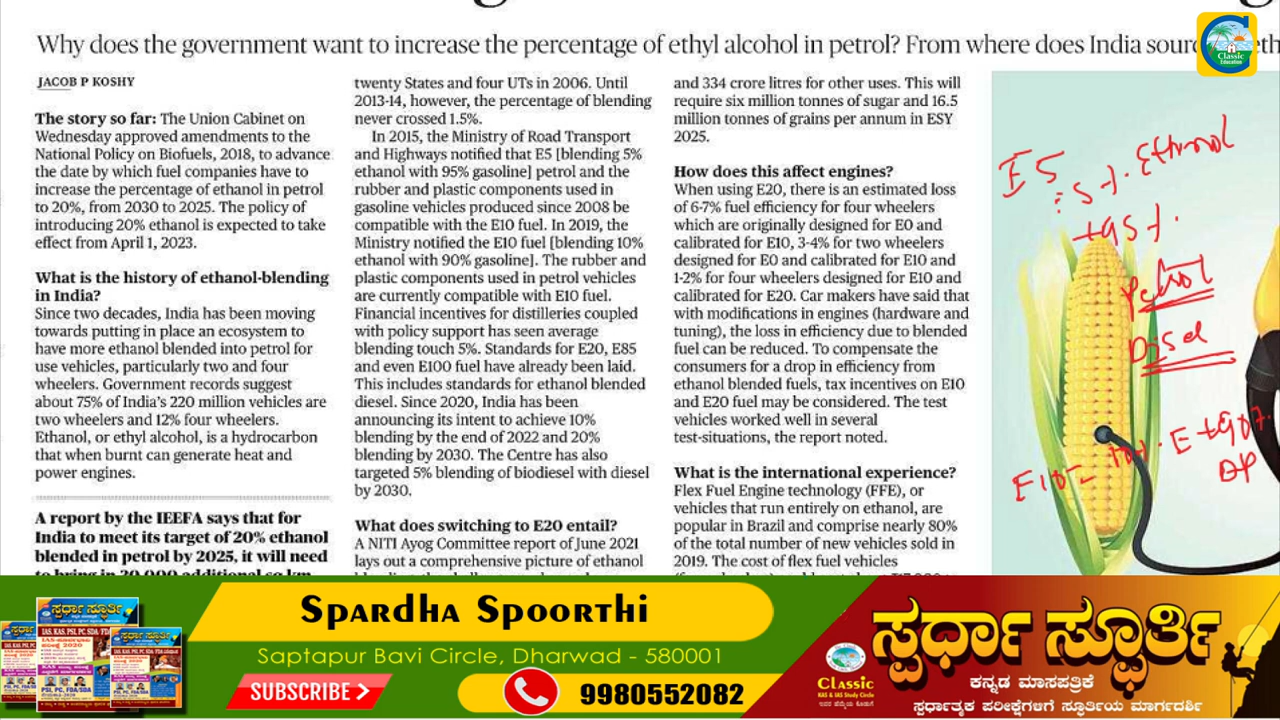 Why does the government want to increase the percentage of ethyl alcohol in petrol? From where does India
JACOB P KOSHY
The story so far: The Union Cabinet on
Wednesday approved amendments to the
National Policy on Biofuels, 2018, to advance
the date by which fuel companies have to
increase the percentage of ethanol in petrol
to 20%, from 2030 to 2025. The policy of
introducing 20% ethanol is expected to take
effect from April 1, 2023.
What is the history of ethanol-blending
in India?
Since two decades, India has been moving
towards putting in place an ecosystem to
have more ethanol blended into petrol for
use vehicles, particularly two and four
wheelers. Government records suggest
about 75% of India's 220 million vehicles are
two wheelers and 12% four wheelers.
Ethanol, or ethyl alcohol, is a hydrocarbon
that when burnt can generate heat and
power engines.
A report by the IEEFA says that for
India to meet its target of 20% ethanol
blended in petrol by 2025, it will need
to bring in 30,000 additional sq km
twenty States and four UTs in 2006. Until
2013-14, however, the percentage of blending
never crossed 1.5%.
In 2015, the Ministry of Road Transport
and Highways notified that E5 [blending 5%
ethanol with 95% gasoline] petrol and the
rubber and plastic components used in
gasoline vehicles produced since 2008 be
compatible with the E10 fuel. In 2019, the
Ministry notified the E10 fuel [blending 10%
ethanol with 90% gasoline]. The rubber and
plastic components used in petrol vehicles
are currently compatible with E10 fuel.
Financial incentives for distilleries coupled
with policy support has seen average
blending touch 5%. Standards for E20, E85
and even E100 fuel have already been laid.
This includes standards for ethanol blended
diesel. Since 2020, India has been
announcing its intent to achieve 10%
blending by the end of 2022 and 20%
blending by 2030. The Centre has also
targeted 5% blending of biodiesel with diesel
by 2030.
What does switching to E20 entail?
A NITI Ayog Committee report of June 2021
lays out a comprehensive picture of ethanol
and 334 crore litres for other uses. This will
require six million tonnes of sugar and 16.5
million tonnes of grains per annum in ESY
2025.
How does this affect engines?
When using E20, there is an estimated loss
of 6-7% fuel efficiency for four wheelers
which are originally designed for E0 and
calibrated for E10, 3-4% for two wheelers
designed for E0 and calibrated for E10 and
1-2% for four wheelers designed for E10 and
calibrated for E20. Car makers have said that
with modifications in engines (hardware and
tuning), the loss in efficiency due to blended
fuel can be reduced. To compensate the
consumers for a drop in efficiency from
ethanol blended fuels, tax incentives on E10
and E20 fuel may be considered. The test
vehicles worked well in several
test-situations, the report noted.
What is the international experience?
Flex Fuel Engine technology (FFE), or
vehicles that run entirely on ethanol, are
popular in Brazil and comprise nearly 80%
of the total number of new vehicles sold in
2019. The cost of flex fuel vehicles
E5
: 5%. Ethnol
+95%.
Petrol
Disel
E10 - 10%. E +90%.
DP
Classic
Education
Spardha Spoorthi
Saptapur Bavi Circle, Dharwad - 580001
SUBSCRIBE
9980552082
ಸ್ಪರ್ಧಾ ಸ್ಪೂರ್ತಿ
Classic
KAS & IAS Study Circle
ಸ್ಪರ್ಧಾ ಸ್ಫೂರ್ತಿ
ಕನ್ನಡ ಮಾಸಪತ್ರಿಕೆ
ಸ್ಪರ್ಧಾತ್ಮಕ ಪರೀಕ್ಷೆಗಳಿಗೆ ಸ್ಫೂರ್ತಿಯ ಮಾರ್ಗದರ್ಶಿ